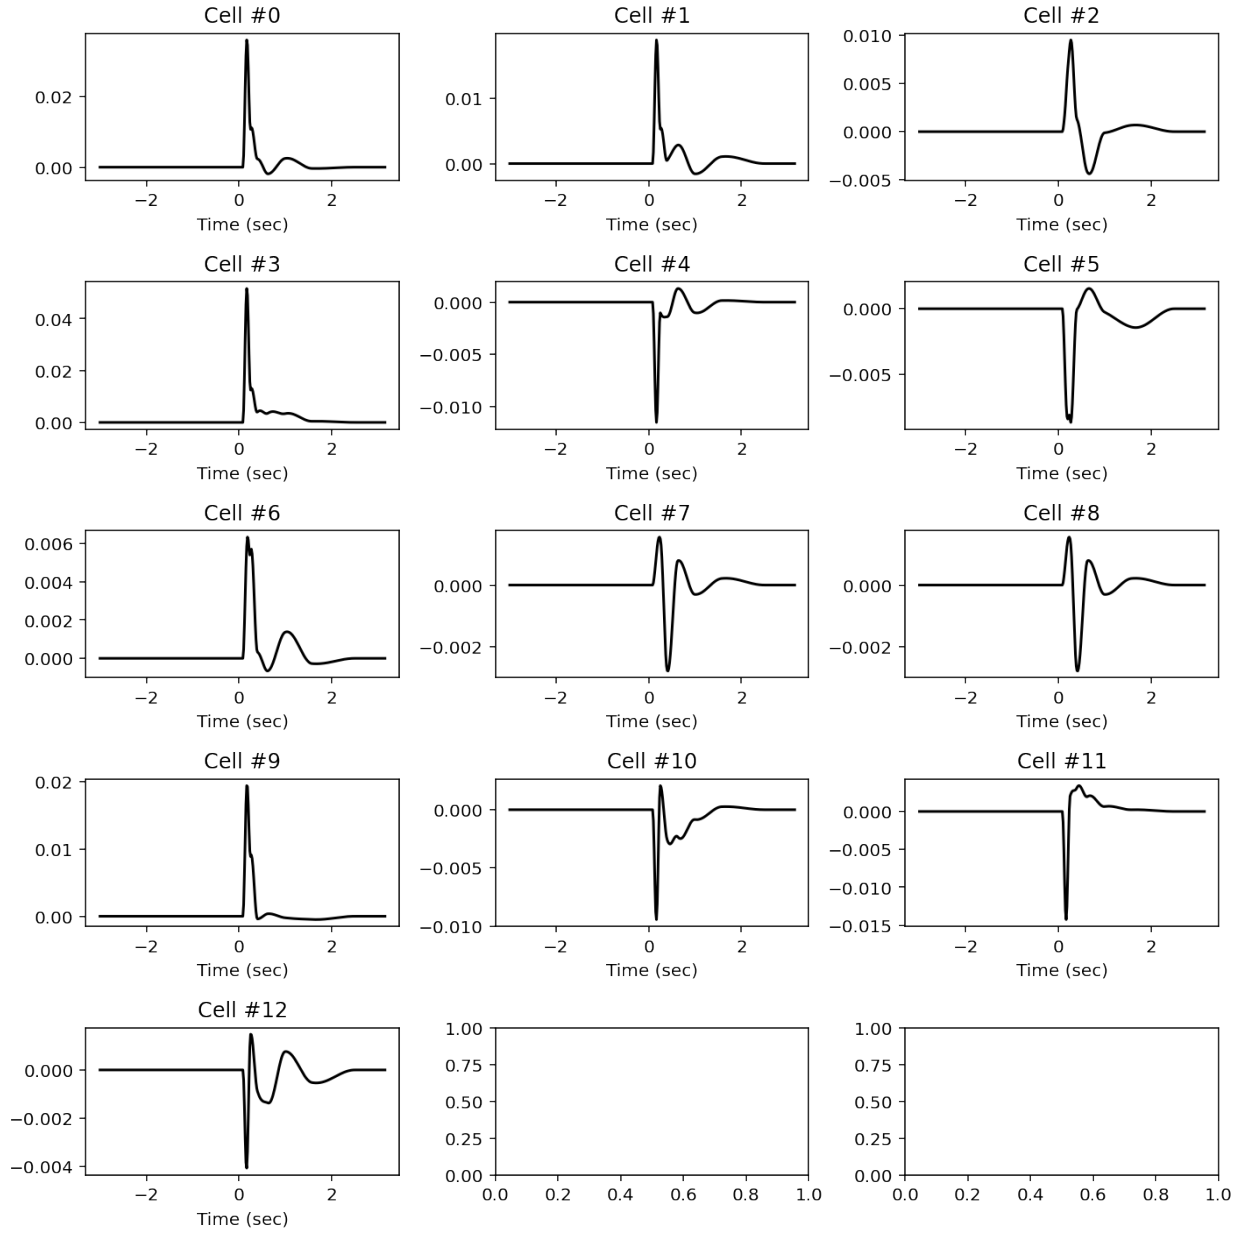 Cell #0 Cell #1 Cell #2
0.02
0.00
0.01
0.00
0.010
0.005
0.000
−0.005
−2 0 2 −2 0 2 −2 0 2
Time (sec) Time (sec) Time (sec)
Cell #3 Cell #4 Cell #5
0.04
0.02
0.00
0.000
−0.005
−0.010
0.000
−0.005
−2 0 2 −2 0 2 −2 0 2
Time (sec) Time (sec) Time (sec)
Cell #6 Cell #7 Cell #8
0.006
0.004
0.002
0.000
0.000
−0.002
0.000
−0.002
−2 0 2 −2 0 2 −2 0 2
Time (sec) Time (sec) Time (sec)
Cell #9 Cell #10 Cell #11
0.02
0.01
0.00
0.000
−0.005
−0.010
0.000
−0.005
−0.010
−0.015
−2 0 2 −2 0 2 −2 0 2
Time (sec) Time (sec) Time (sec)
Cell #12
0.000
−0.002
−0.004
−2 0 2
Time (sec)
1.00
0.75
0.50
0.25
0.00
0.0 0.2 0.4 0.6 0.8 1.0
1.00
0.75
0.50
0.25
0.00
0.0 0.2 0.4 0.6 0.8 1.0